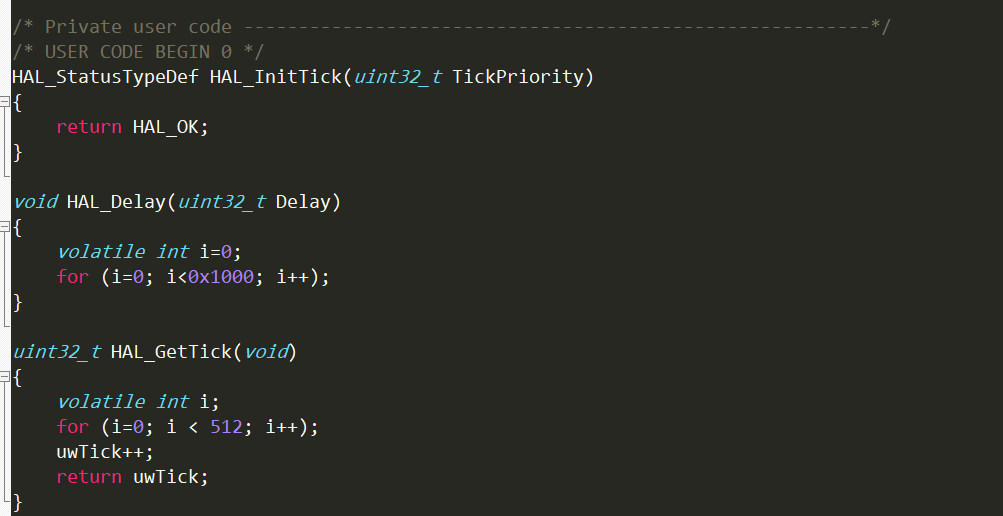 /* Private user code ---------------------------------------------------------*/
/* USER CODE BEGIN 0 */
HAL_StatusTypeDef HAL_InitTick(uint32_t TickPriority)
{
    return HAL_OK;
}

void HAL_Delay(uint32_t Delay)
{
    volatile int i=0;
    for (i=0; i<0x1000; i++);
}

uint32_t HAL_GetTick(void)
{
    volatile int i;
    for (i=0; i < 512; i++);
    uwTick++;
    return uwTick;
}